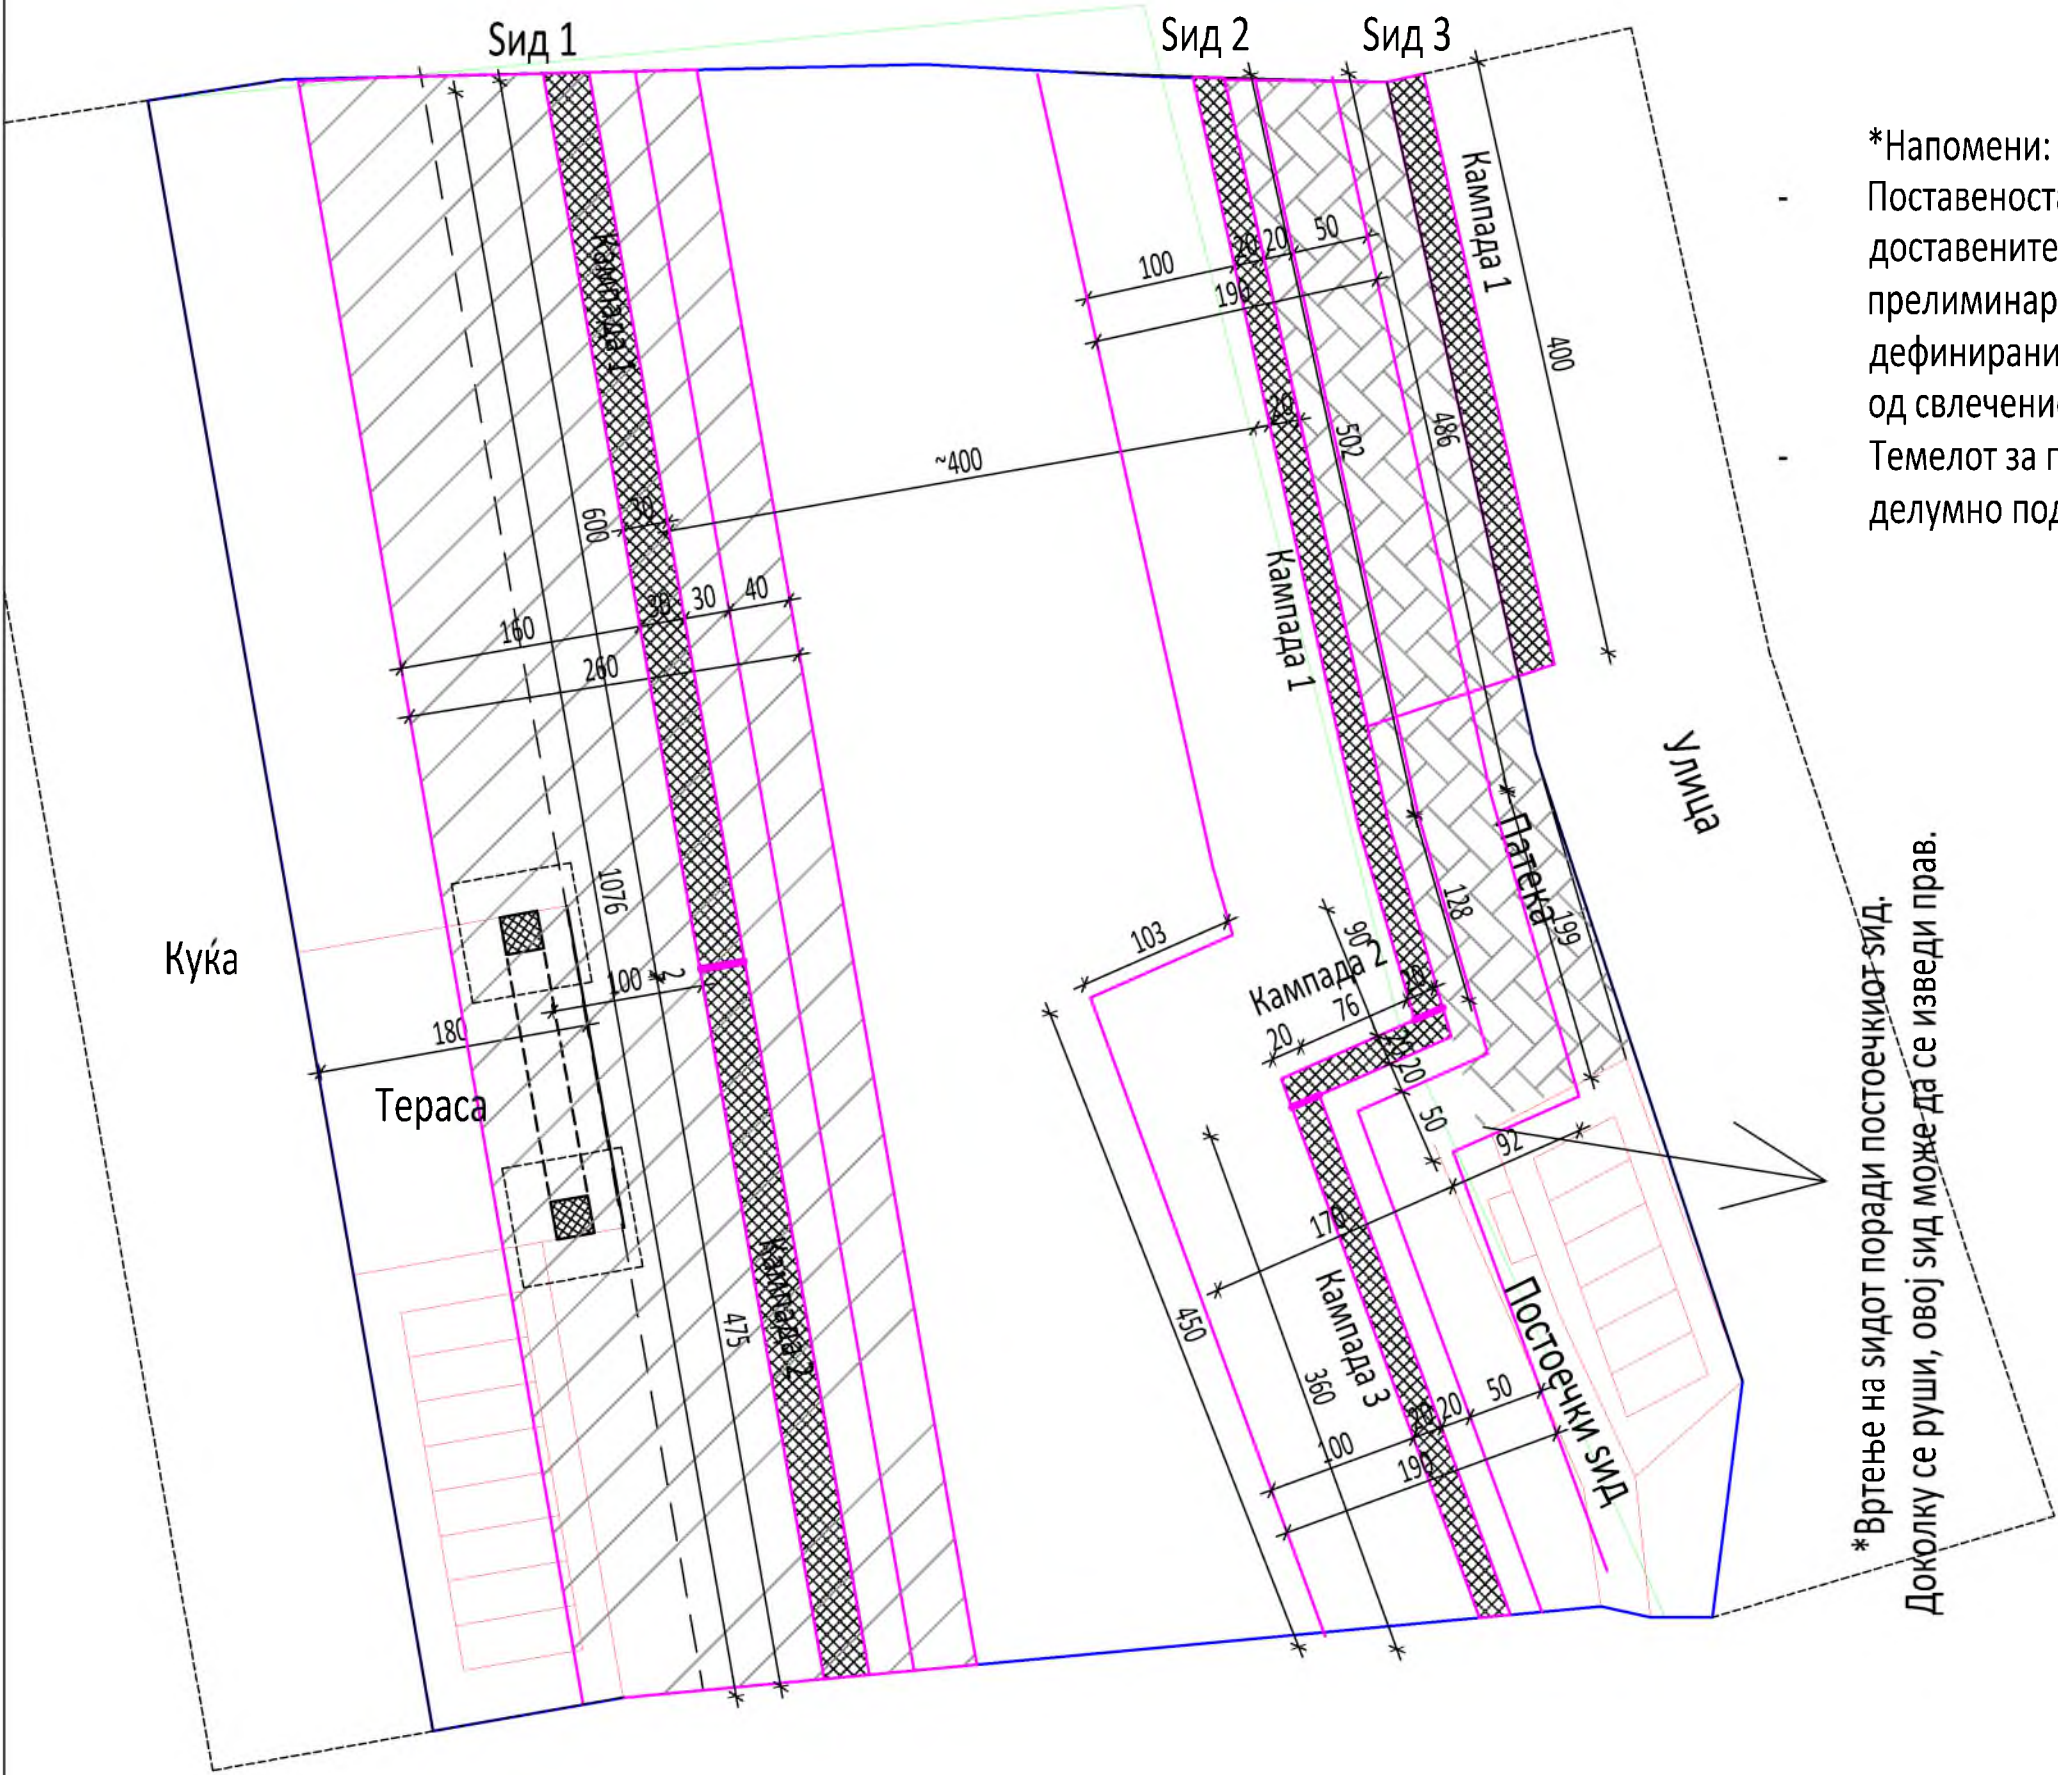 Ѕид 1
Ѕид 2
Ѕид 3
*Напомени:
- Поставеност
доставените
прелиминар
дефинирани
од свлечени
- Темелот за
делумно под
Кампада 1
Кампада 1
Кампада 1
400
100
20
20
50
190
20
502
486
~400
600
30
160
30
30
40
260
1076
Улица
Патека
199
128
103
90
Кампада 2
20
76
20
20
20
50
92
100
2
180
Куќа
Тераса
475
Кампада 2
450
360
170
Кампада 3
Постоечки ѕид
100
20
20
50
190
*Вртење на ѕидот поради постоечкиот ѕид.
Доколку се руши, овој ѕид може да се изведи прав.